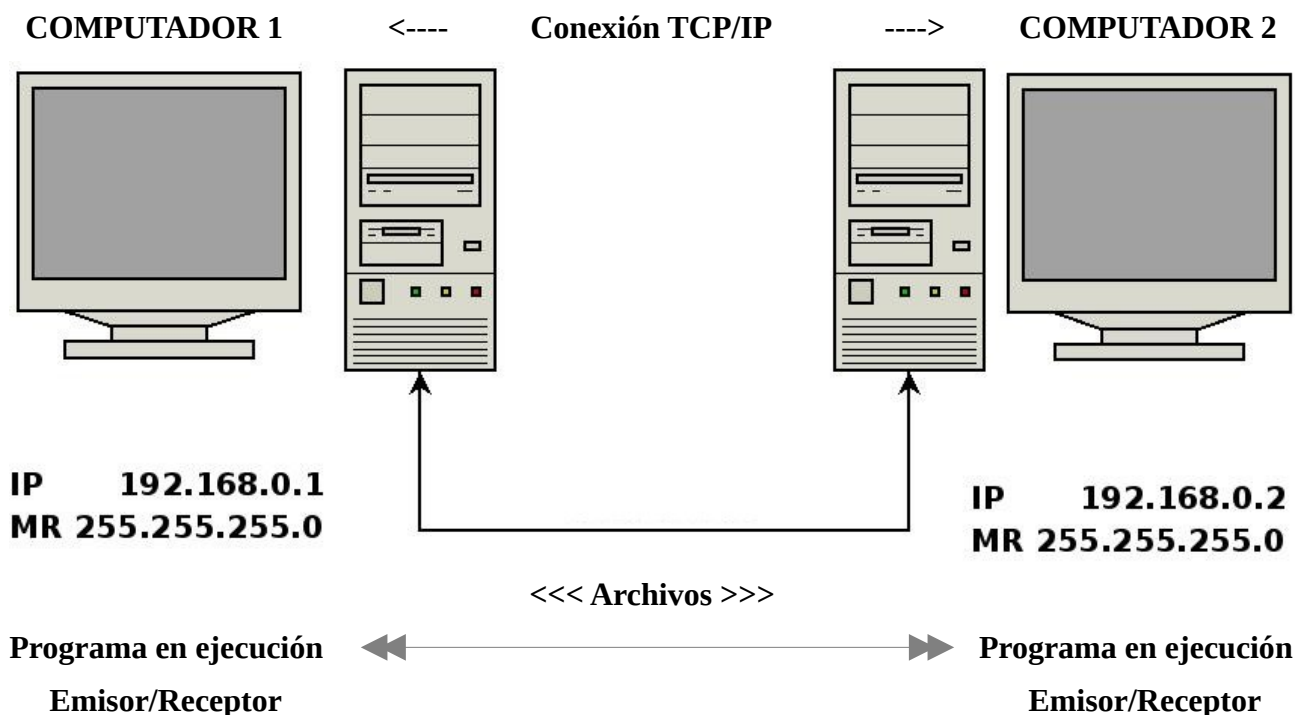 COMPUTADOR 1 <---- Conexión TCP/IP ----> COMPUTADOR 2
IP 192.168.0.1
MR 255.255.255.0
IP 192.168.0.2
MR 255.255.255.0
<<< Archivos >>>
Programa en ejecución
Emisor/Receptor
Programa en ejecución
Emisor/Receptor